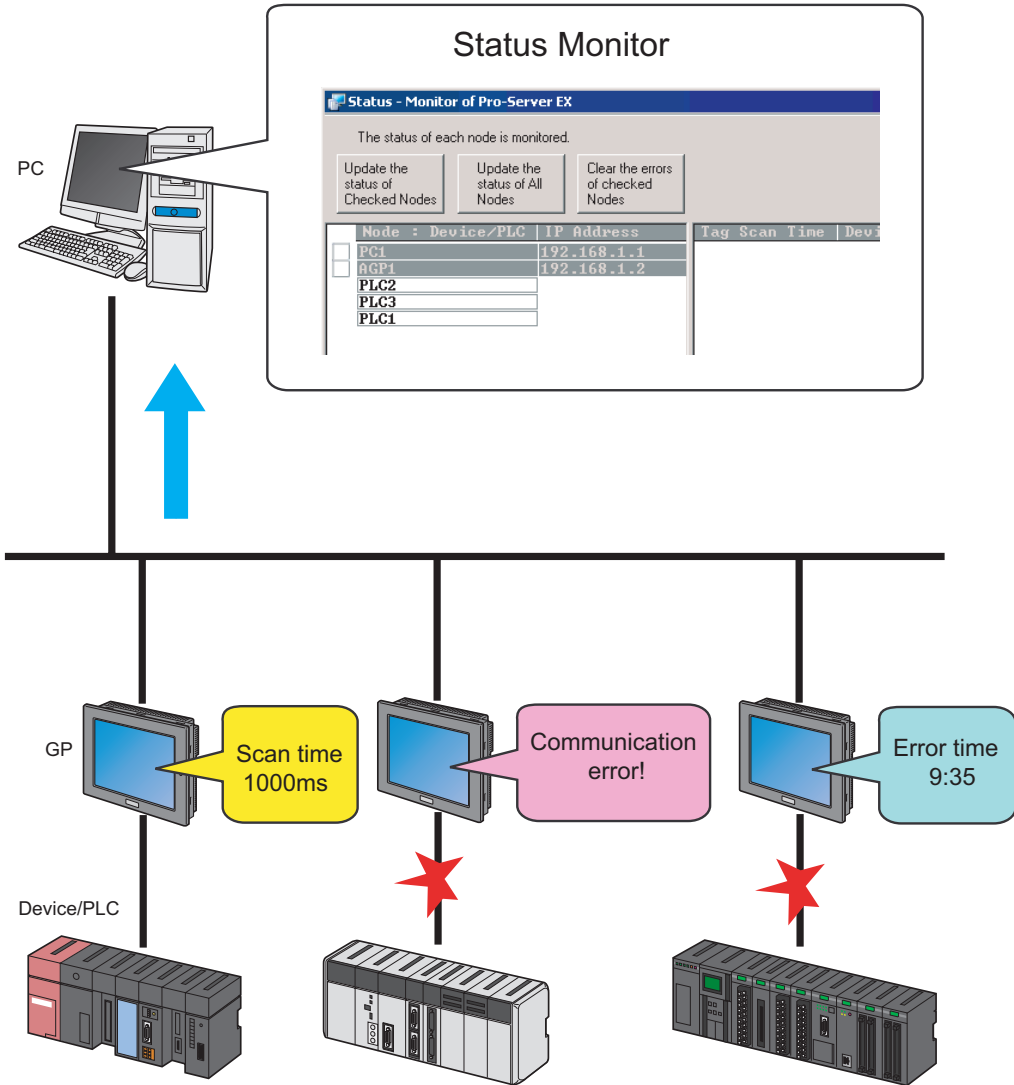 Status Monitor
Status - Monitor of Pro-Server EX
The status of each node is monitored.
Update the
status of
Checked Nodes
Update the
status of All
Nodes
Clear the errors
of checked
Nodes
Node : Device/PLC IP Address Tag Scan Time Devi
PC1 192.168.1.1
AGP1 192.168.1.2
PLC2
PLC3
PLC1
PC
GP
Scan time
1000ms
Communication
error!
Error time
9:35
Device/PLC